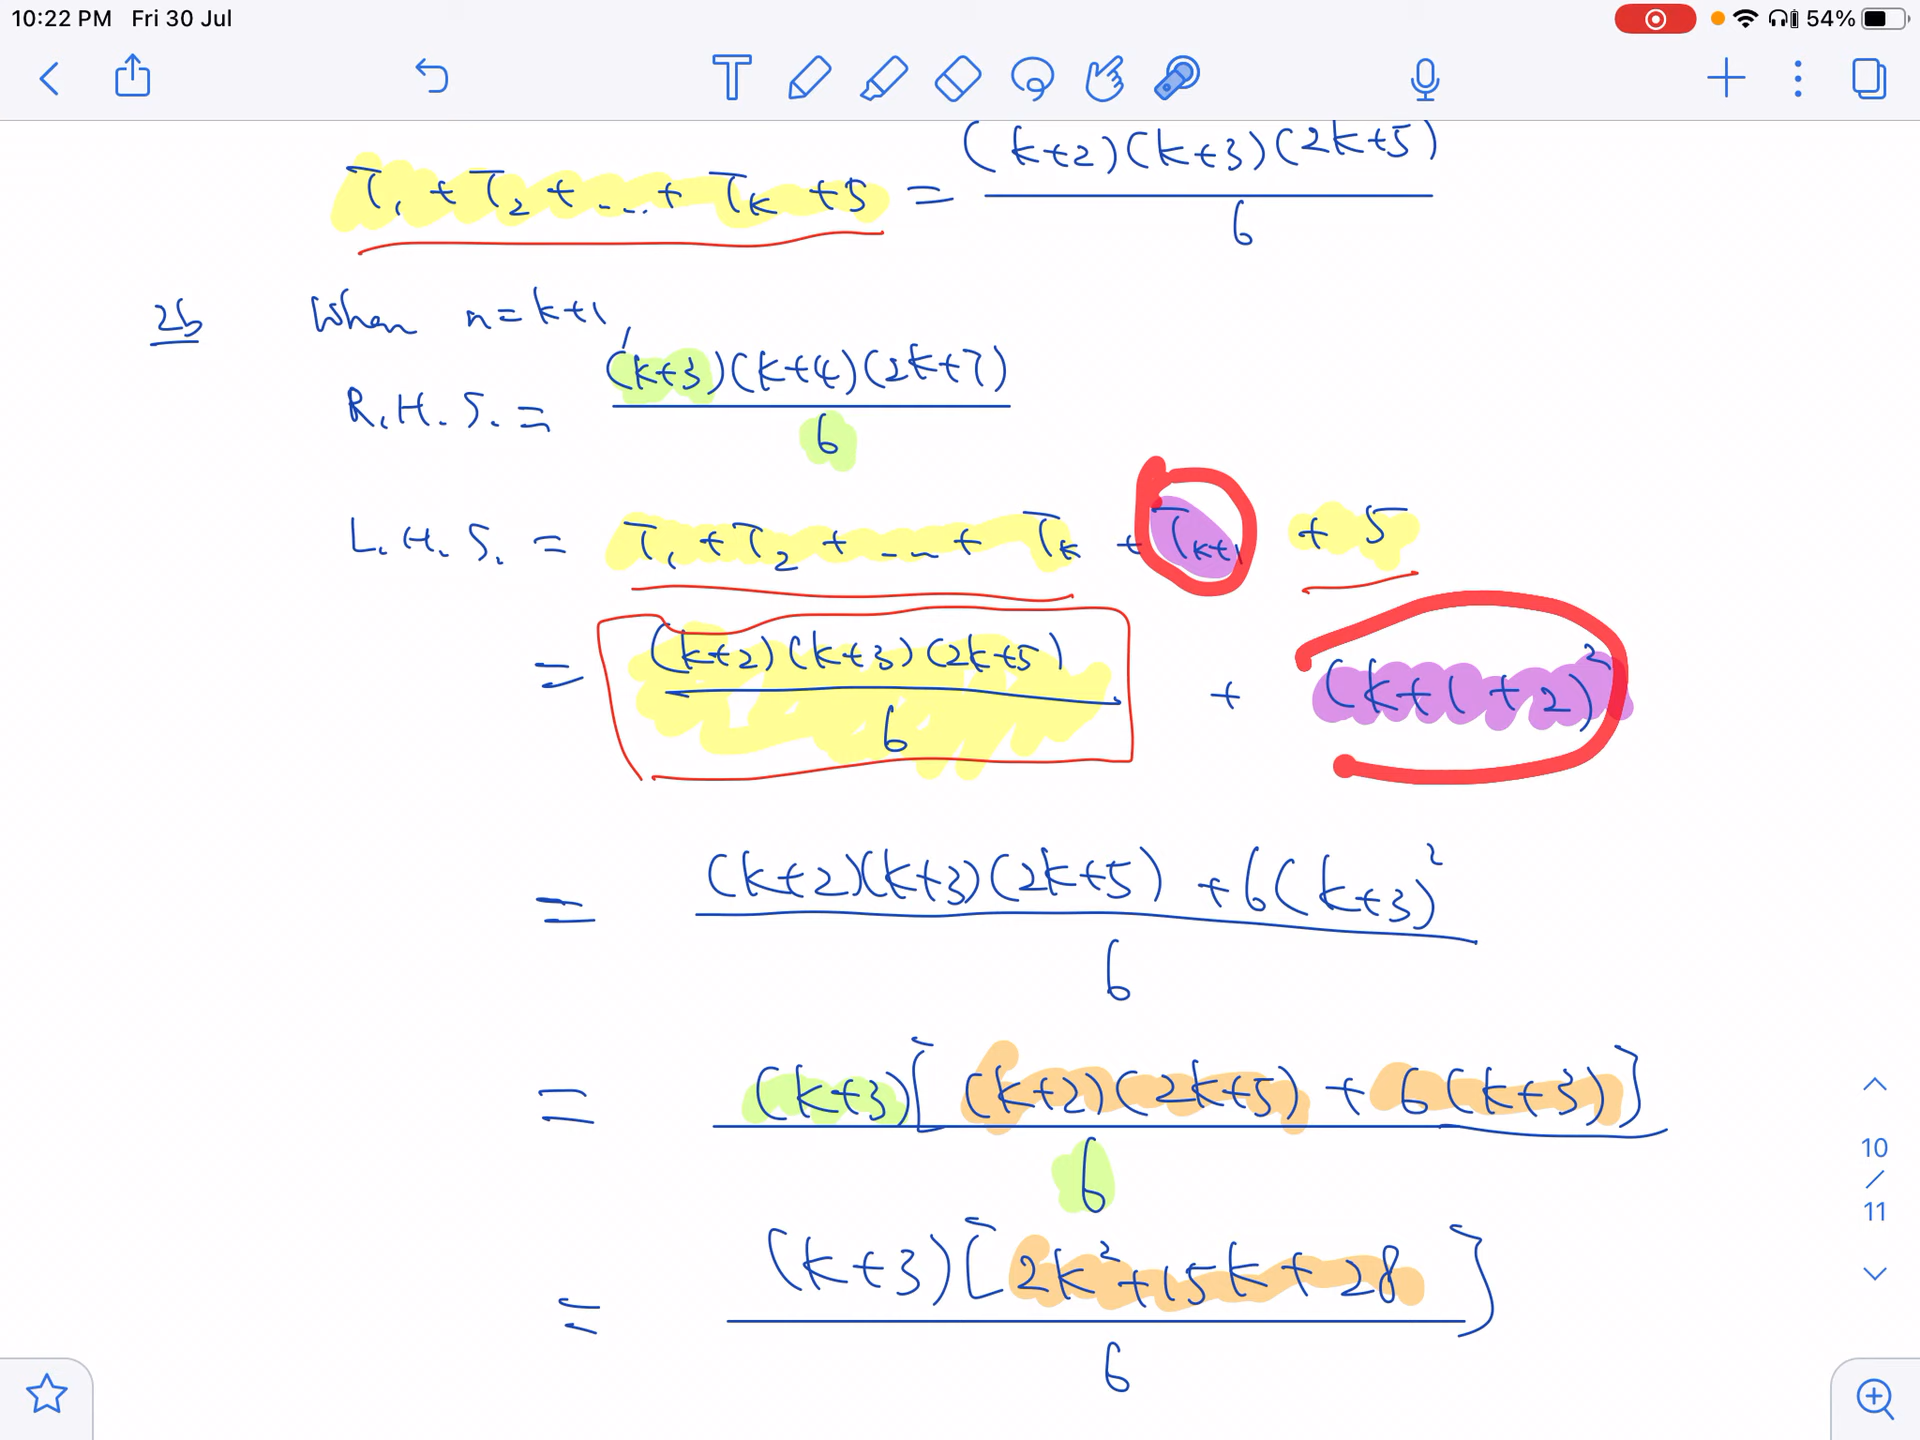 10:22 PM Fri 30 Jul 54%
(k+2)(k+3)(2k+5)
T₁ + T₂ + ... + Tₖ + 5 = 
6
2b When n = k+1,
(k+3)(k+4)(2k+7)
R.H.S. =
6
L.H.S. = T₁ + T₂ + ... + Tₖ + Tₖ₊₁ + 5
(k+2)(k+3)(2k+5)
= + (k+1+2)²
6
(k+2)(k+3)(2k+5) + 6(k+3)²
=
6
= (k+3)[(k+2)(2k+5) + 6(k+3)]
6
(k+3)[2k²+15k+28]
=
6
10
/
11